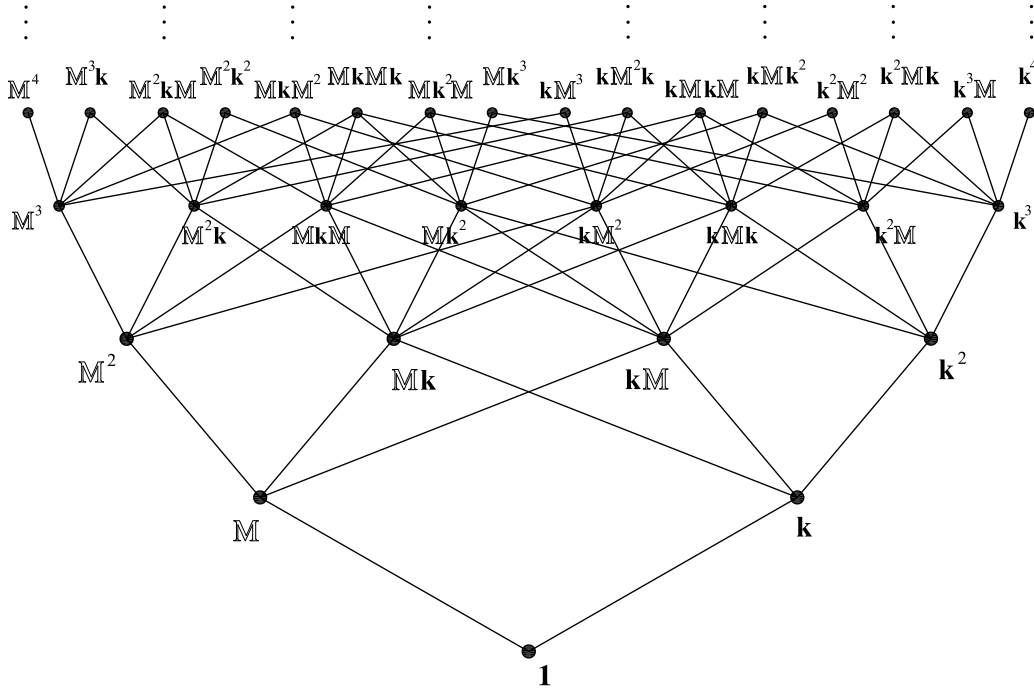 𝕄⁴ 𝕄³𝐤 𝕄²𝐤𝕄 𝕄²𝐤² 𝕄𝐤𝕄² 𝕄𝐤𝕄𝐤 𝕄𝐤²𝕄 𝕄𝐤³ 𝐤𝕄³ 𝐤𝕄²𝐤 𝐤𝕄𝐤𝕄 𝐤𝕄𝐤² 𝐤²𝕄² 𝐤²𝕄𝐤 𝐤³𝕄 𝐤⁴
𝕄³ 𝕄²𝐤 𝕄𝐤𝕄 𝕄𝐤² 𝐤𝕄² 𝐤𝕄𝐤 𝐤²𝕄 𝐤³
𝕄² 𝕄𝐤 𝐤𝕄 𝐤²
𝕄 𝐤
𝟏